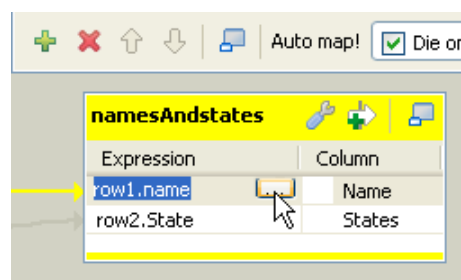 Auto map! Die or
namesAndstates
Expression Column
row1.name ... Name
row2.State States